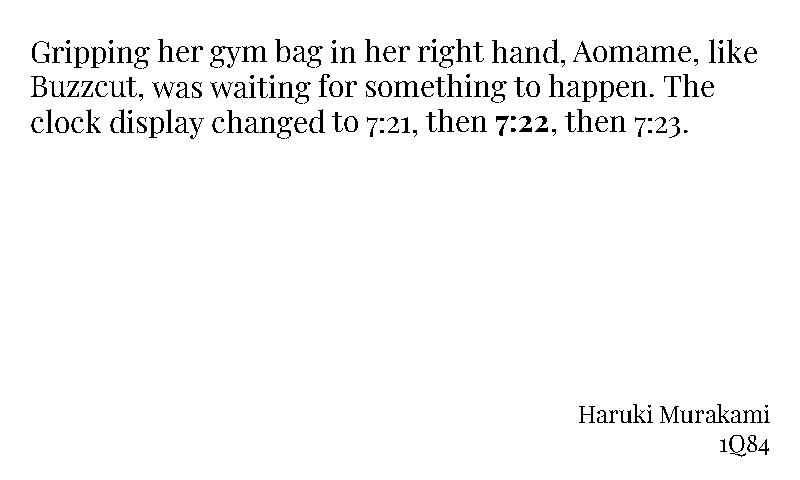 Gripping her gym bag in her right hand, Aomame, like
Buzzcut, was waiting for something to happen. The
clock display changed to 7:21, then 7:22, then 7:23.
Haruki Murakami
1Q84